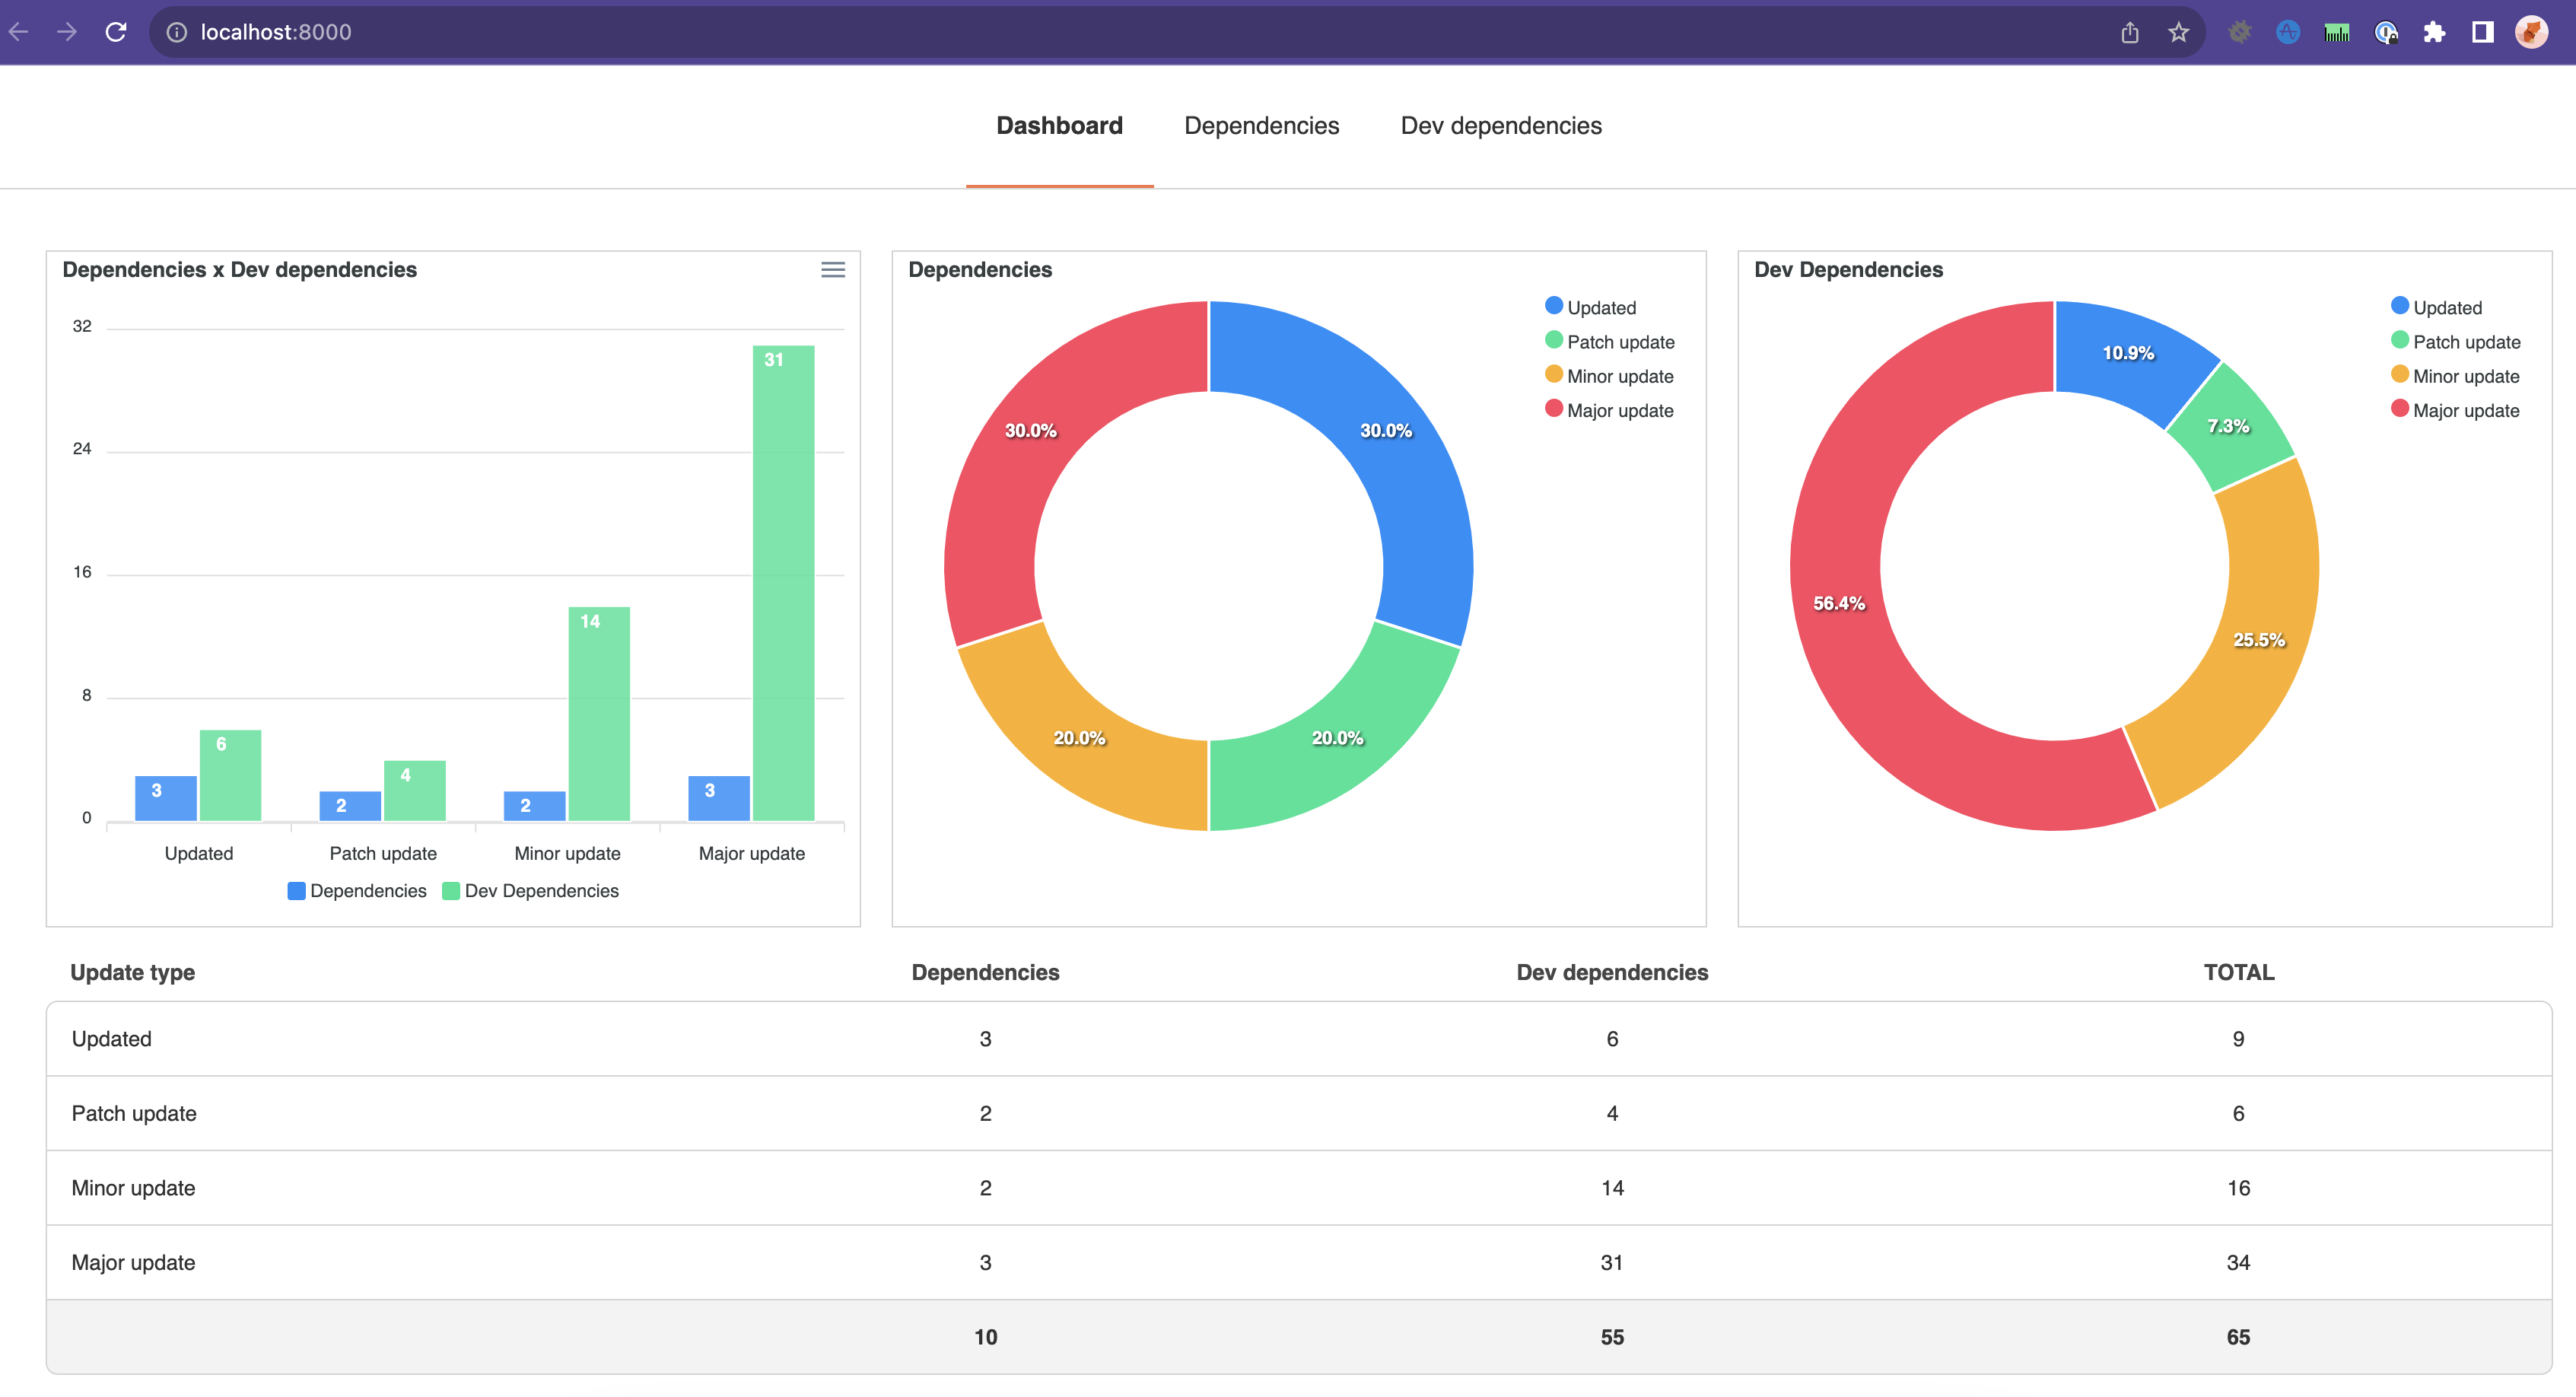 localhost:8000
Dashboard Dependencies Dev dependencies
Dependencies x Dev dependencies
32
24
16
8
0
3 6 2 4 2 14 3 31
Updated Patch update Minor update Major update
Dependencies Dev Dependencies
Dependencies
Updated
Patch update
Minor update
Major update
30.0% 30.0%
20.0% 20.0%
Dev Dependencies
Updated
Patch update
Minor update
Major update
10.9%
7.3%
56.4%
25.5%
Update type Dependencies Dev dependencies TOTAL
Updated 3 6 9
Patch update 2 4 6
Minor update 2 14 16
Major update 3 31 34
10 55 65